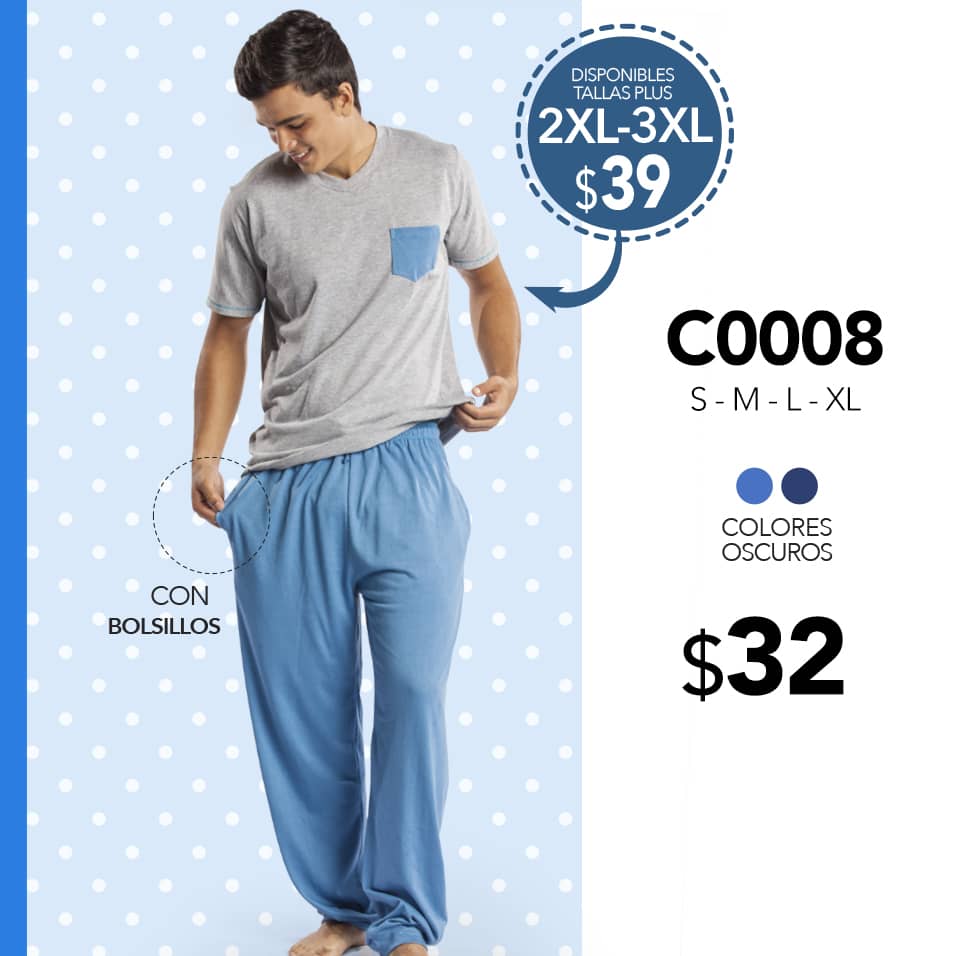 DISPONIBLES
TALLAS PLUS
2XL-3XL
$39
C0008
S - M - L - XL
COLORES
OSCUROS
CON
BOLSILLOS
$32